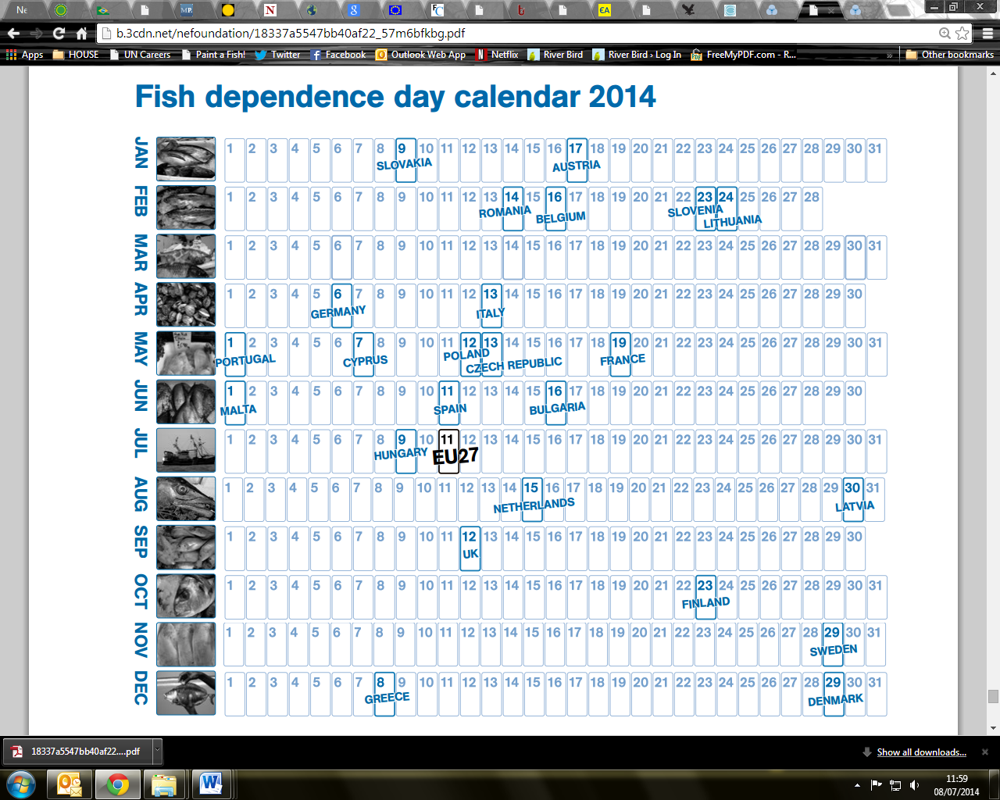 Ne
b.3cdn.net/nefoundation/18337a5547bb40af22_57m6bfkbg.pdf
Apps HOUSE UN Careers Paint a Fish! Twitter Facebook Outlook Web App Netflix River Bird River Bird › Log In FreeMyPDF.com - R... » Other bookmarks
Fish dependence day calendar 2014
JAN 1 2 3 4 5 6 7 8 9 10 11 12 13 14 15 16 17 18 19 20 21 22 23 24 25 26 27 28 29 30 31
SLOVAKIA AUSTRIA
FEB 1 2 3 4 5 6 7 8 9 10 11 12 13 14 15 16 17 18 19 20 21 22 23 24 25 26 27 28
ROMANIA BELGIUM SLOVENIA LITHUANIA
MAR 1 2 3 4 5 6 7 8 9 10 11 12 13 14 15 16 17 18 19 20 21 22 23 24 25 26 27 28 29 30 31
APR 1 2 3 4 5 6 7 8 9 10 11 12 13 14 15 16 17 18 19 20 21 22 23 24 25 26 27 28 29 30
GERMANY ITALY
MAY 1 2 3 4 5 6 7 8 9 10 11 12 13 14 15 16 17 18 19 20 21 22 23 24 25 26 27 28 29 30 31
PORTUGAL CYPRUS POLAND CZECH REPUBLIC FRANCE
JUN 1 2 3 4 5 6 7 8 9 10 11 12 13 14 15 16 17 18 19 20 21 22 23 24 25 26 27 28 29 30
MALTA SPAIN BULGARIA
JUL 1 2 3 4 5 6 7 8 9 10 11 12 13 14 15 16 17 18 19 20 21 22 23 24 25 26 27 28 29 30 31
HUNGARY EU27
AUG 1 2 3 4 5 6 7 8 9 10 11 12 13 14 15 16 17 18 19 20 21 22 23 24 25 26 27 28 29 30 31
NETHERLANDS LATVIA
SEP 1 2 3 4 5 6 7 8 9 10 11 12 13 14 15 16 17 18 19 20 21 22 23 24 25 26 27 28 29 30
UK
OCT 1 2 3 4 5 6 7 8 9 10 11 12 13 14 15 16 17 18 19 20 21 22 23 24 25 26 27 28 29 30 31
FINLAND
NOV 1 2 3 4 5 6 7 8 9 10 11 12 13 14 15 16 17 18 19 20 21 22 23 24 25 26 27 28 29 30 31
SWEDEN
DEC 1 2 3 4 5 6 7 8 9 10 11 12 13 14 15 16 17 18 19 20 21 22 23 24 25 26 27 28 29 30 31
GREECE DENMARK
18337a5547bb40af22....pdf Show all downloads...
11:59
08/07/2014